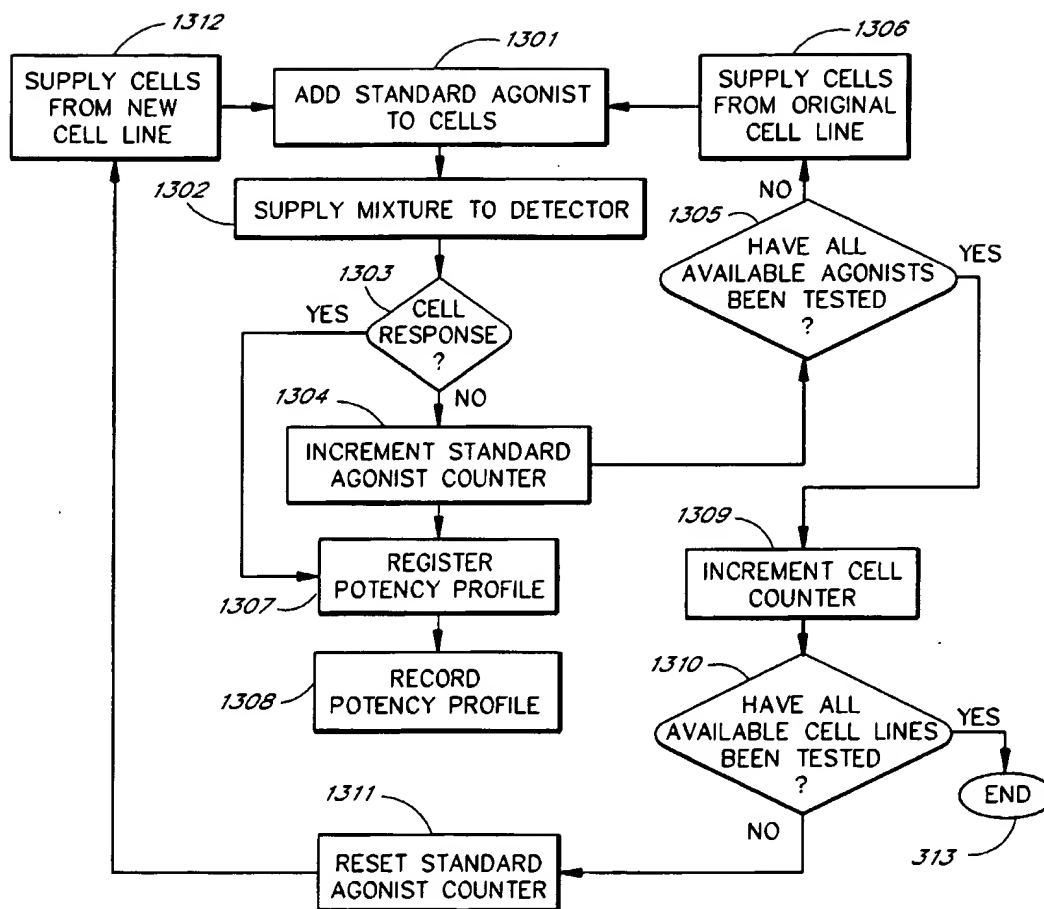 1312
SUPPLY CELLS
FROM NEW
CELL LINE
1301
ADD STANDARD AGONIST
TO CELLS
1306
SUPPLY CELLS
FROM ORIGINAL
CELL LINE
1302
SUPPLY MIXTURE TO DETECTOR
NO
1305
HAVE ALL
AVAILABLE AGONISTS
BEEN TESTED
?
YES
1303
YES
CELL
RESPONSE
?
NO
1304
INCREMENT STANDARD
AGONIST COUNTER
1307
REGISTER
POTENCY PROFILE
1308
RECORD
POTENCY PROFILE
1309
INCREMENT CELL
COUNTER
1310
HAVE ALL
AVAILABLE CELL LINES
BEEN TESTED
?
YES
END
313
NO
1311
RESET STANDARD
AGONIST COUNTER